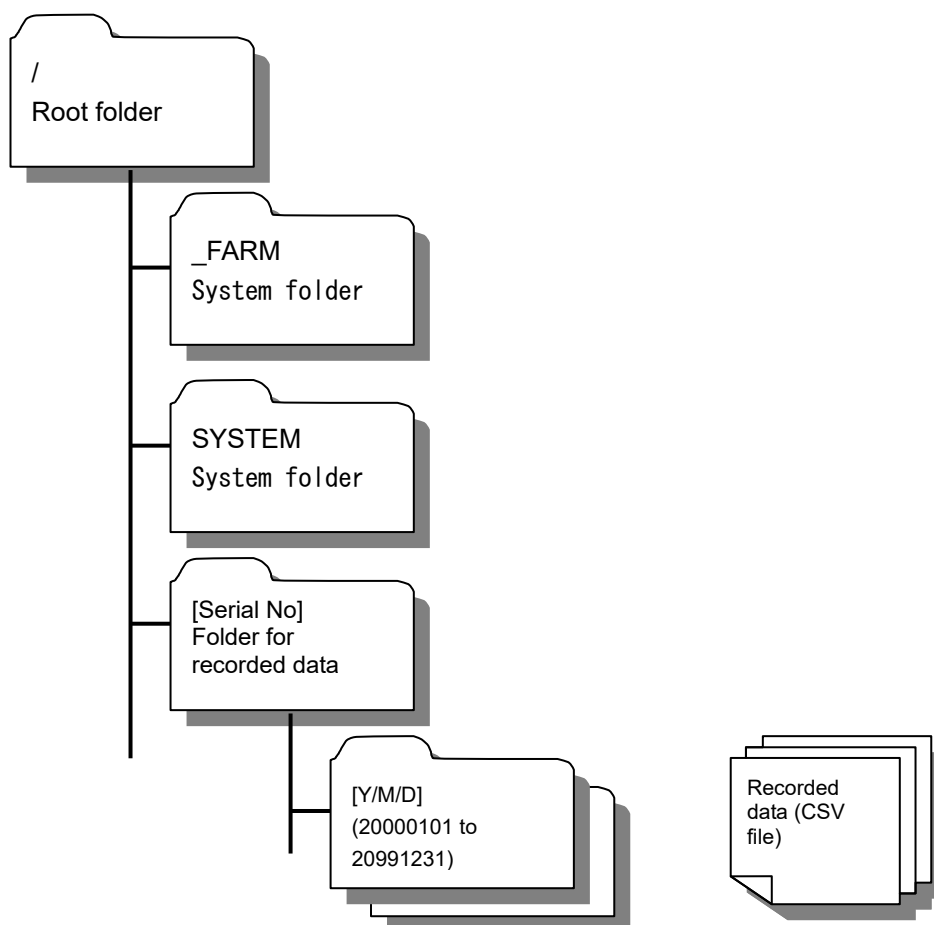 /
Root folder
_FARM
System folder
SYSTEM
System folder
[Serial No]
Folder for
recorded data
[Y/M/D]
(20000101 to
20991231)
Recorded
data (CSV
file)